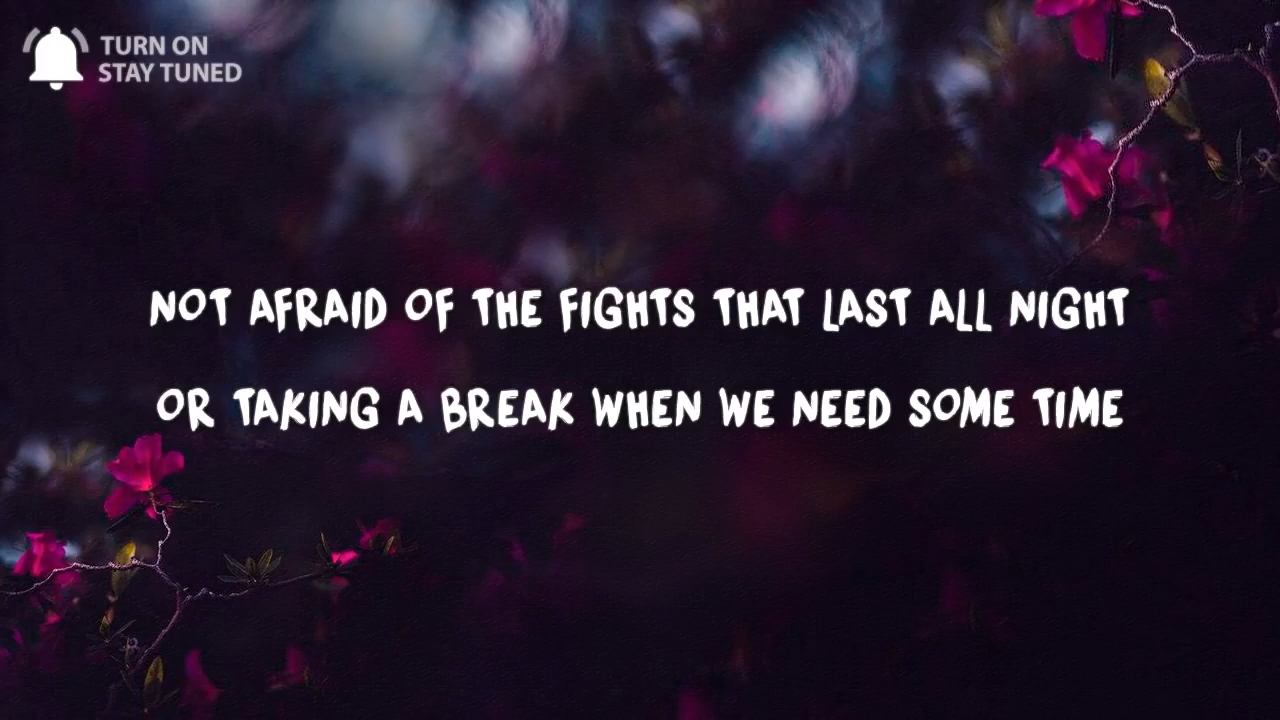 TURN ON
STAY TUNED
NOT AFRAID OF THE FIGHTS THAT LAST ALL NIGHT
OR TAKING A BREAK WHEN WE NEED SOME TIME